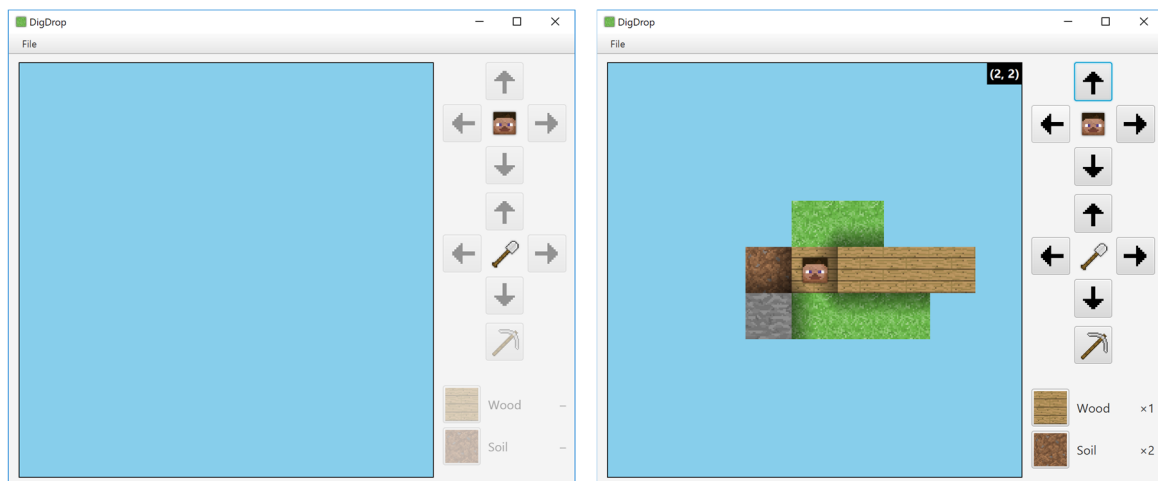 DigDrop
File
Wood –
Soil –
DigDrop
File
(2, 2)
Wood ×1
Soil ×2